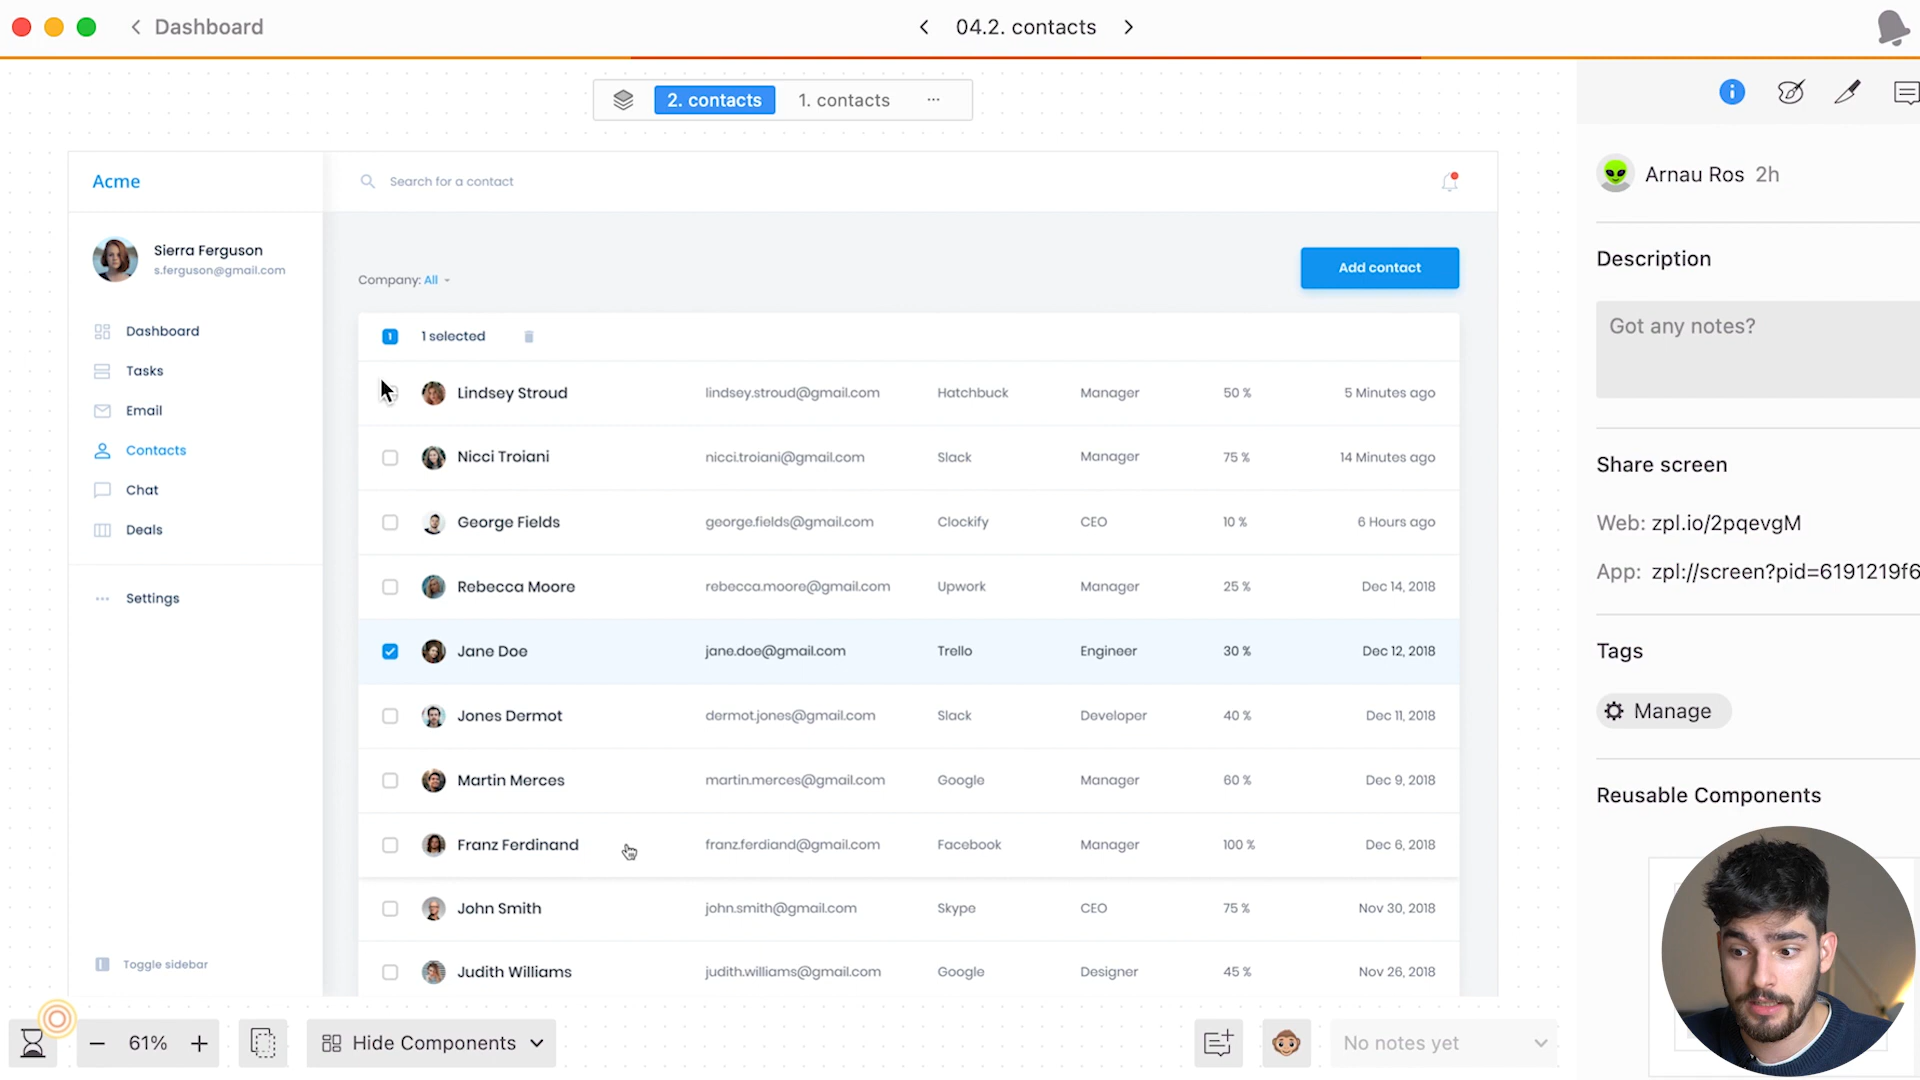 Dashboard
04.2. contacts
2. contacts
1. contacts
Acme
Search for a contact
Sierra Ferguson
s.ferguson@gmail.com
Dashboard
Tasks
Email
Contacts
Chat
Deals
Settings
Toggle sidebar
Company: All
Add contact
1 1 selected
Lindsey Stroud lindsey.stroud@gmail.com Hatchbuck Manager 50 % 5 Minutes ago
Nicci Troiani nicci.troiani@gmail.com Slack Manager 75 % 14 Minutes ago
George Fields george.fields@gmail.com Clockify CEO 10 % 6 Hours ago
Rebecca Moore rebecca.moore@gmail.com Upwork Manager 25 % Dec 14, 2018
Jane Doe jane.doe@gmail.com Trello Engineer 30 % Dec 12, 2018
Jones Dermot dermot.jones@gmail.com Slack Developer 40 % Dec 11, 2018
Martin Merces martin.merces@gmail.com Google Manager 60 % Dec 9, 2018
Franz Ferdinand franz.ferdiand@gmail.com Facebook Manager 100 % Dec 6, 2018
John Smith john.smith@gmail.com Skype CEO 75 % Nov 30, 2018
Judith Williams judith.williams@gmail.com Google Designer 45 % Nov 26, 2018
Arnau Ros 2h
Description
Got any notes?
Share screen
Web: zpl.io/2pqevgM
App: zpl://screen?pid=6191219f6
Tags
Manage
Reusable Components
61%
Hide Components
No notes yet